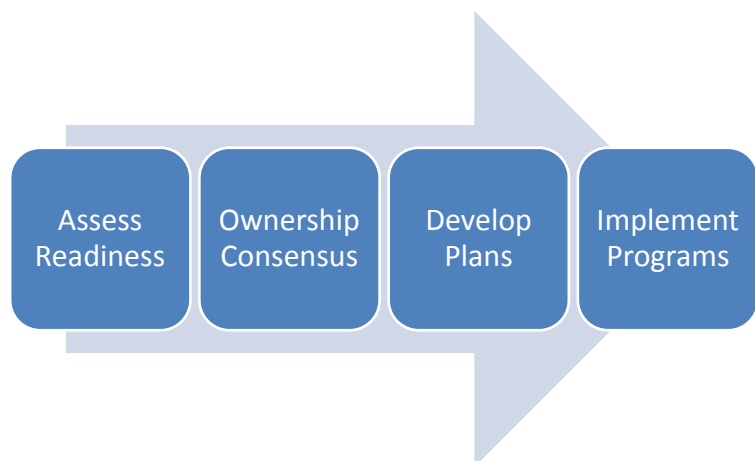 Assess
Readiness
Ownership
Consensus
Develop
Plans
Implement
Programs